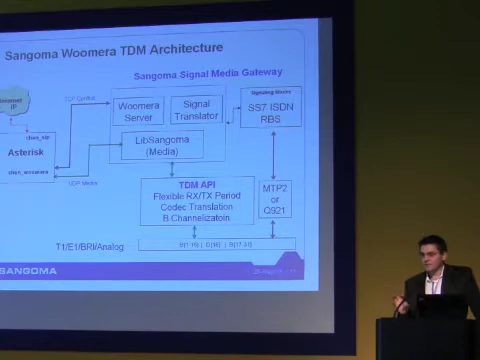 Sangoma Woomera TDM Architecture
Sangoma Signal Media Gateway
Internet
IP
TCP Control
Woomera
Server
Signal
Translator
SS7 ISDN
RBS
chan_sip
Asterisk
chan_woomera
LibSangoma
(Media)
UDP Media
TDM API
Flexible RX/TX Period
Codec Translation
B Channelizatoin
MTP2
or
Q921
T1/E1/BRI/Analog
SANGOMA